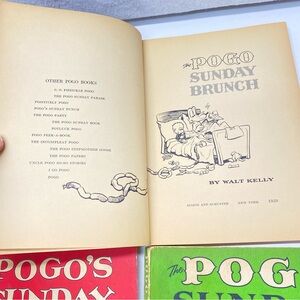 OTHER POGO BOOKS
G. O. FIZZICKLE POGO
THE POGO SUNDAY PARADE
POSITIVELY POGO
POGO'S SUNDAY PUNCH
THE POGO PARTY
THE POGO SUNDAY BOOK
POTLUCK POGO
POGO PEEK-A-BOOK
THE INCOMPLEAT POGO
THE POGO STEPMOTHER GOOSE
THE POGO PAPERS
UNCLE POGO SO-SO STORIES
I GO POGO
POGO
The POGO
SUNDAY
BRUNCH
BY WALT KELLY
SIMON AND SCHUSTER NEW YORK 1959
POGO'S
SUNDAY
The POG
SUND